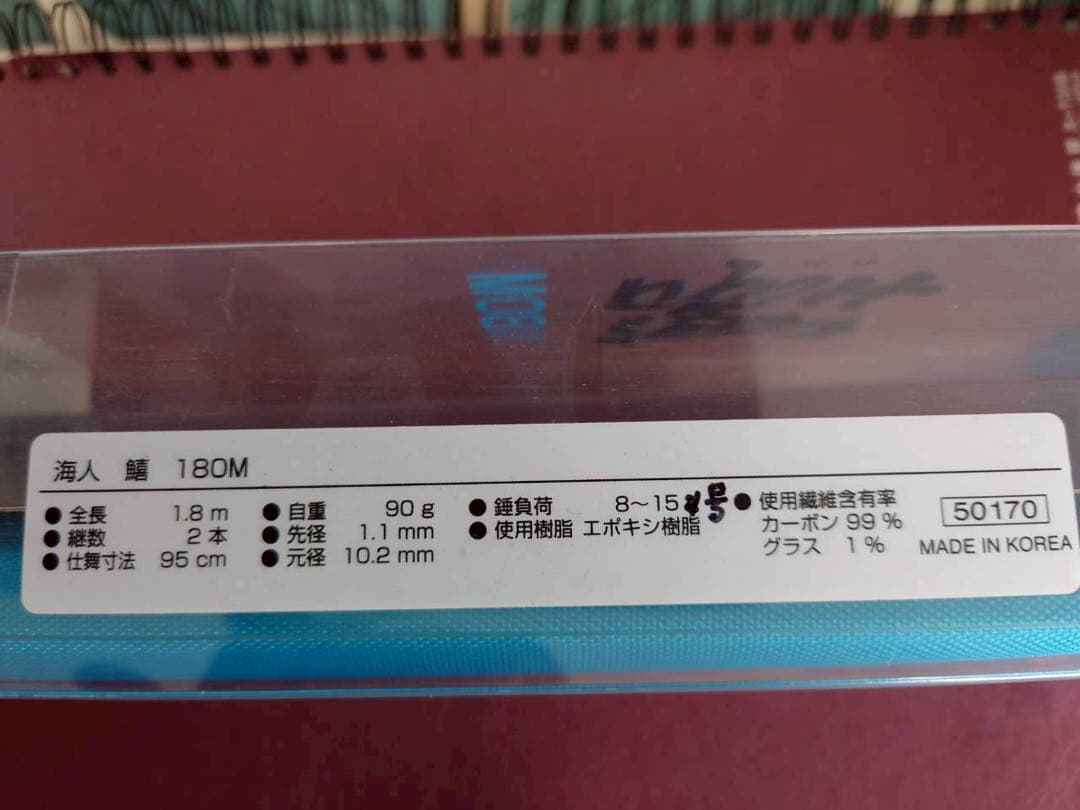 海人 鱚 180M
● 全長 1.8 m
● 継数 2 本
● 仕舞寸法 95 cm
● 自重 90 g
● 先径 1.1 mm
● 元径 10.2 mm
● 錘負荷 8～15 号
● 使用樹脂 エポキシ樹脂
● 使用繊維含有率
カーボン 99 %
グラス 1 %
50170
MADE IN KOREA